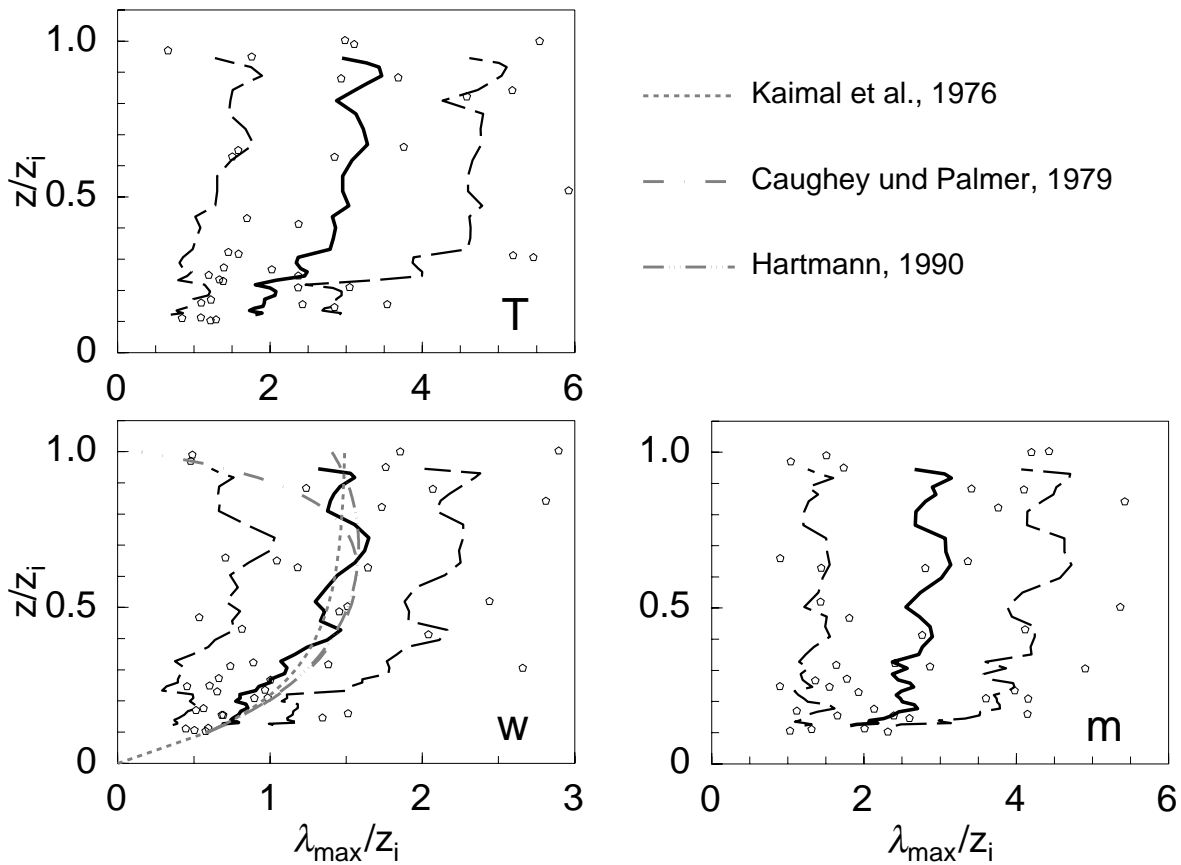 1.0
z/z_i
0.5
0
0 2 4 6
T
Kaimal et al., 1976
Caughey und Palmer, 1979
Hartmann, 1990
1.0
z/z_i
0.5
0.0
0 1 2 3
w
λ_max/z_i
1.0
0.5
0.0
0 2 4 6
m
λ_max/z_i